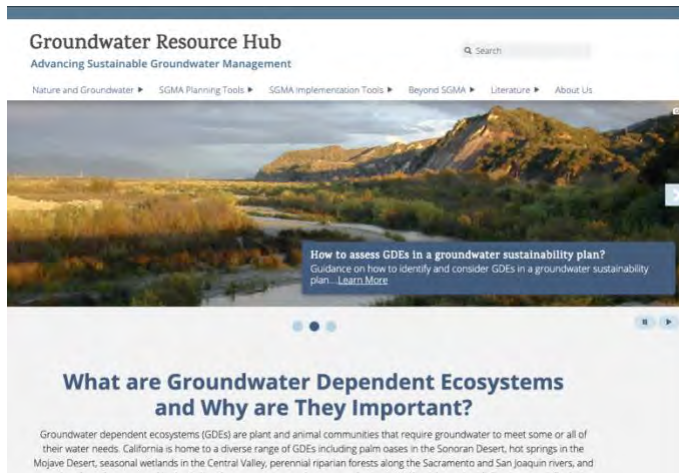 Groundwater Resource Hub
Search
Advancing Sustainable Groundwater Management
Nature and Groundwater ▶ SGMA Planning Tools ▶ SGMA Implementation Tools ▶ Beyond SGMA ▶ Literature ▶ About Us
How to assess GDEs in a groundwater sustainability plan?
Guidance on how to identify and consider GDEs in a groundwater sustainability
plan...Learn More
What are Groundwater Dependent Ecosystems
and Why are They Important?
Groundwater dependent ecosystems (GDEs) are plant and animal communities that require groundwater to meet some or all of
their water needs. California is home to a diverse range of GDEs including palm oases in the Sonoran Desert, hot springs in the
Mojave Desert, seasonal wetlands in the Central Valley, perennial riparian forests along the Sacramento and San Joaquin rivers, and